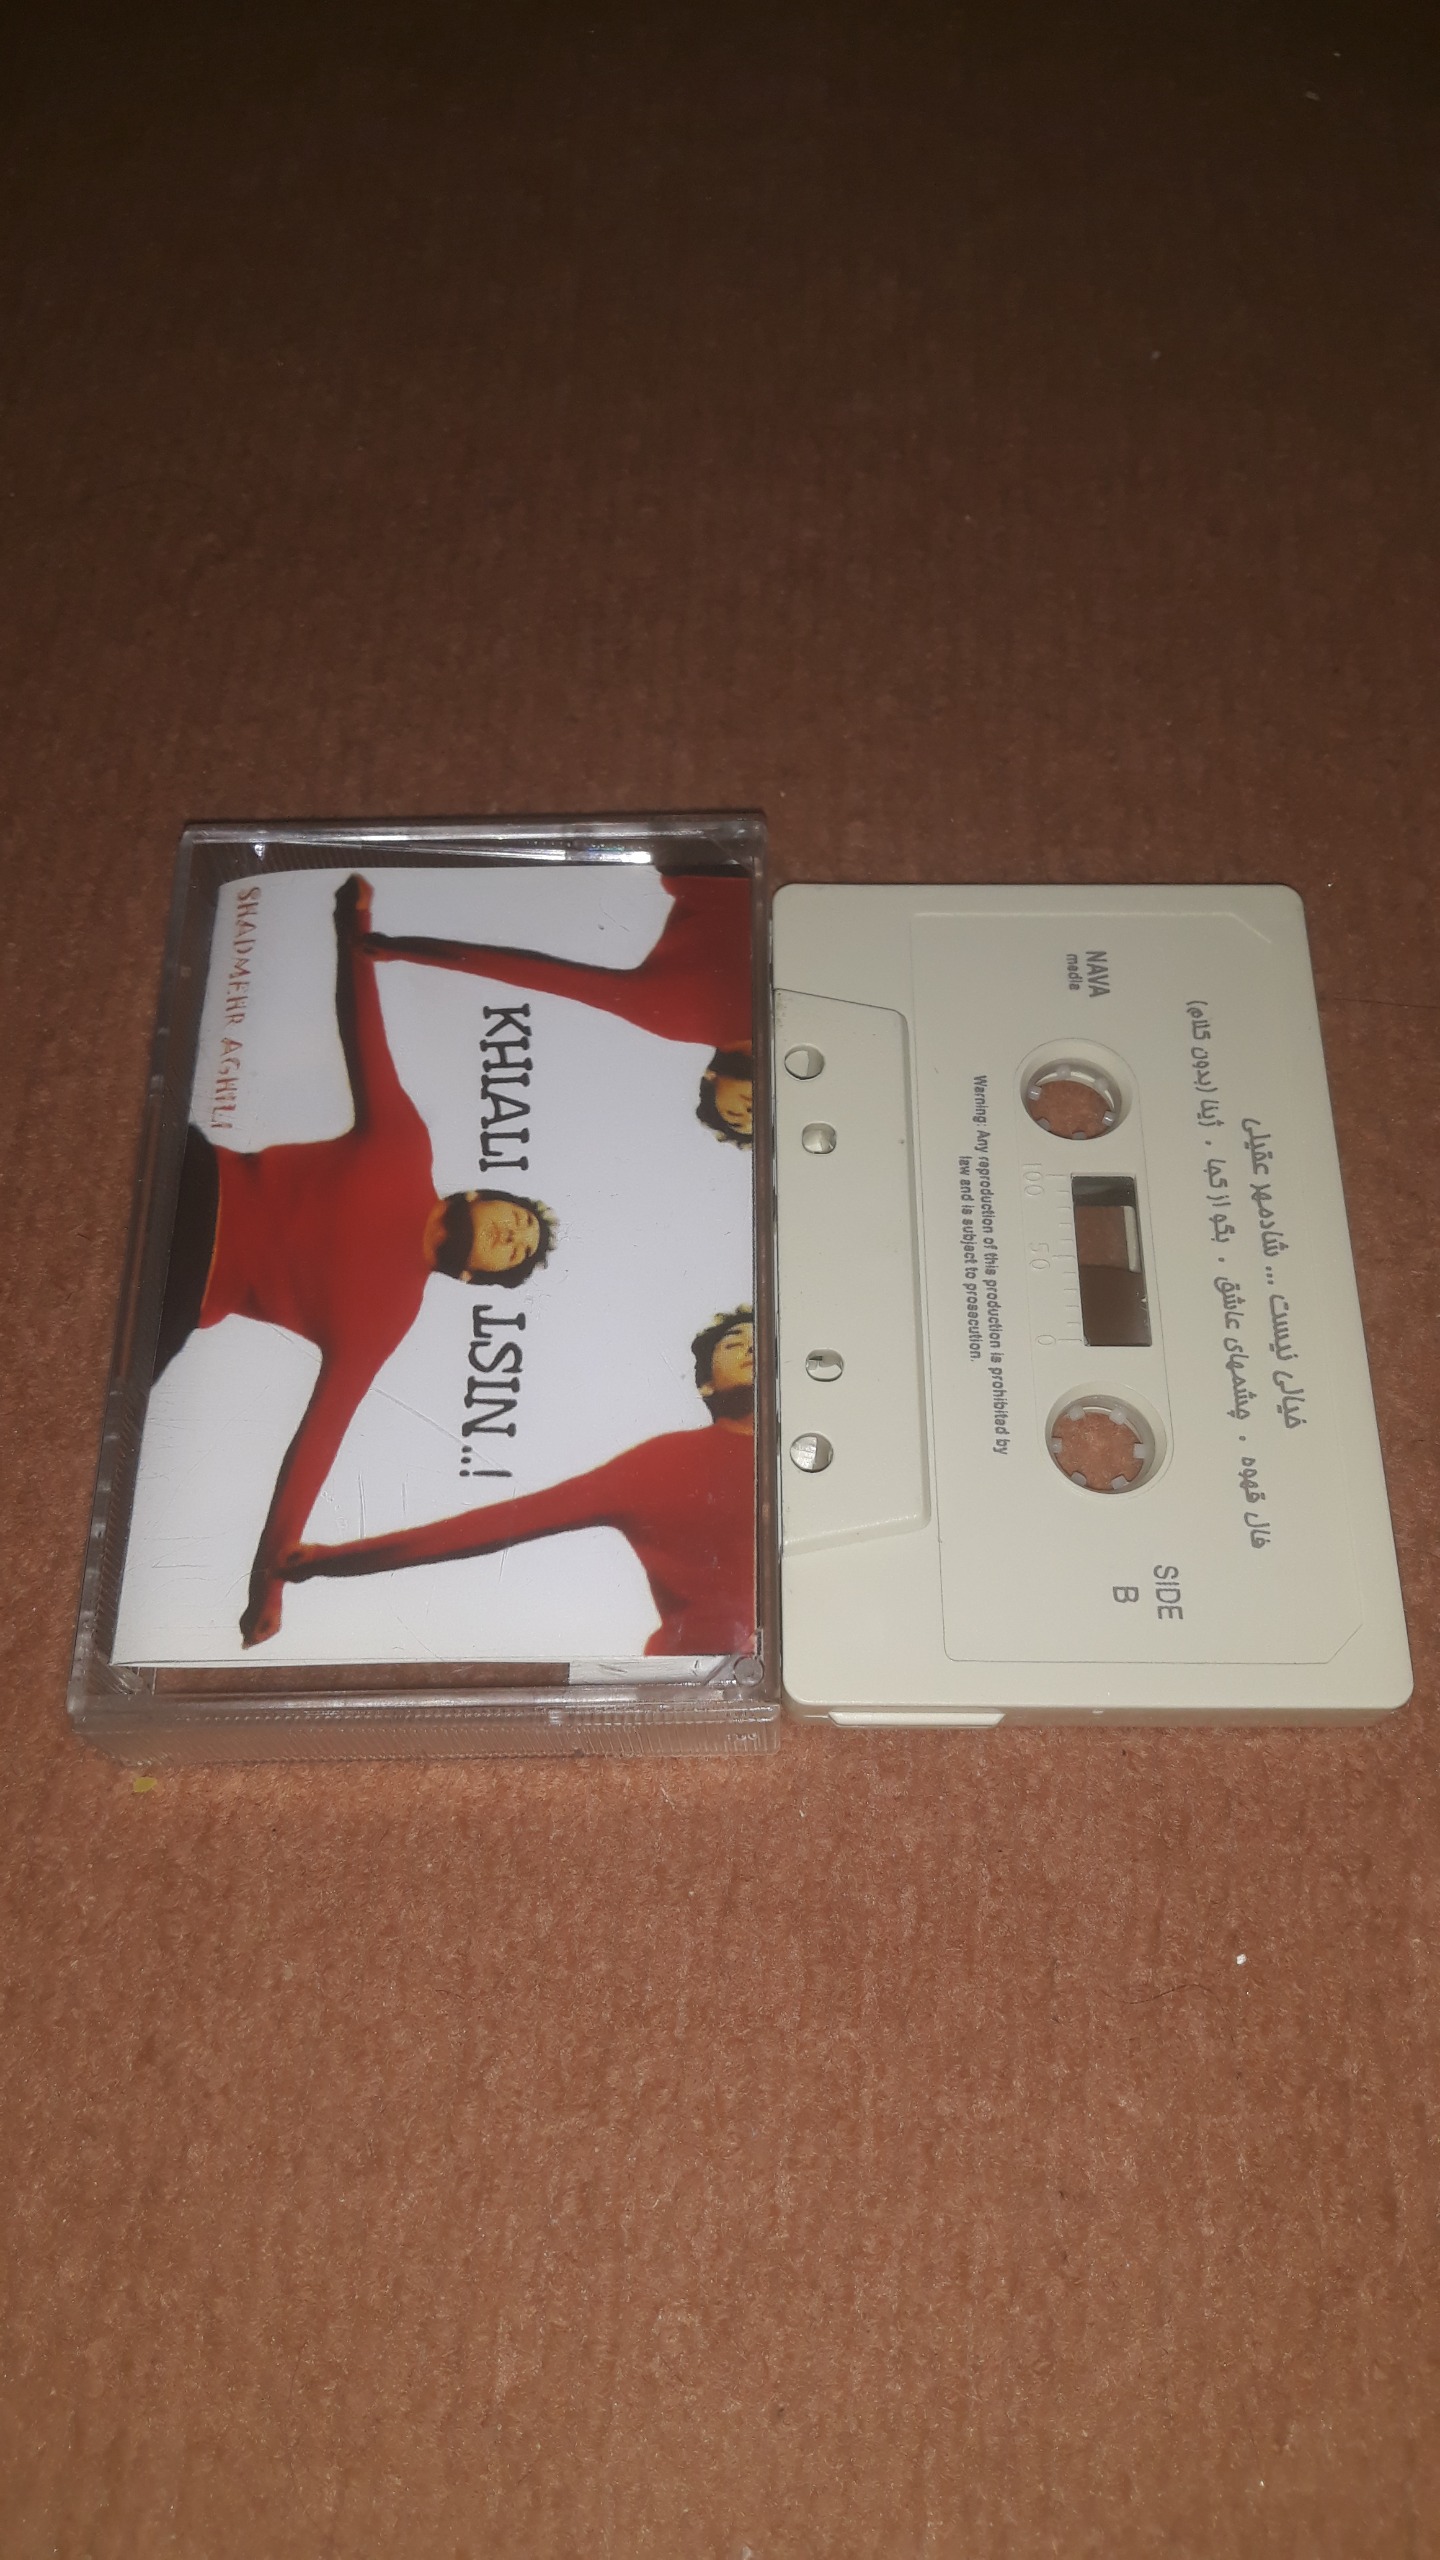 KHIALI NIST ..!
SHADMEHR AGHILI
خیالی نیست ... شادمهر عقیلی
فال قهوه . چشمهای عاشق . بگو از کجا . ژینا (بدون کلام)
NAVA
media
SIDE
B
100 50 0
Warning: Any reproduction of this production is prohibited by
law and is subject to prosecution.